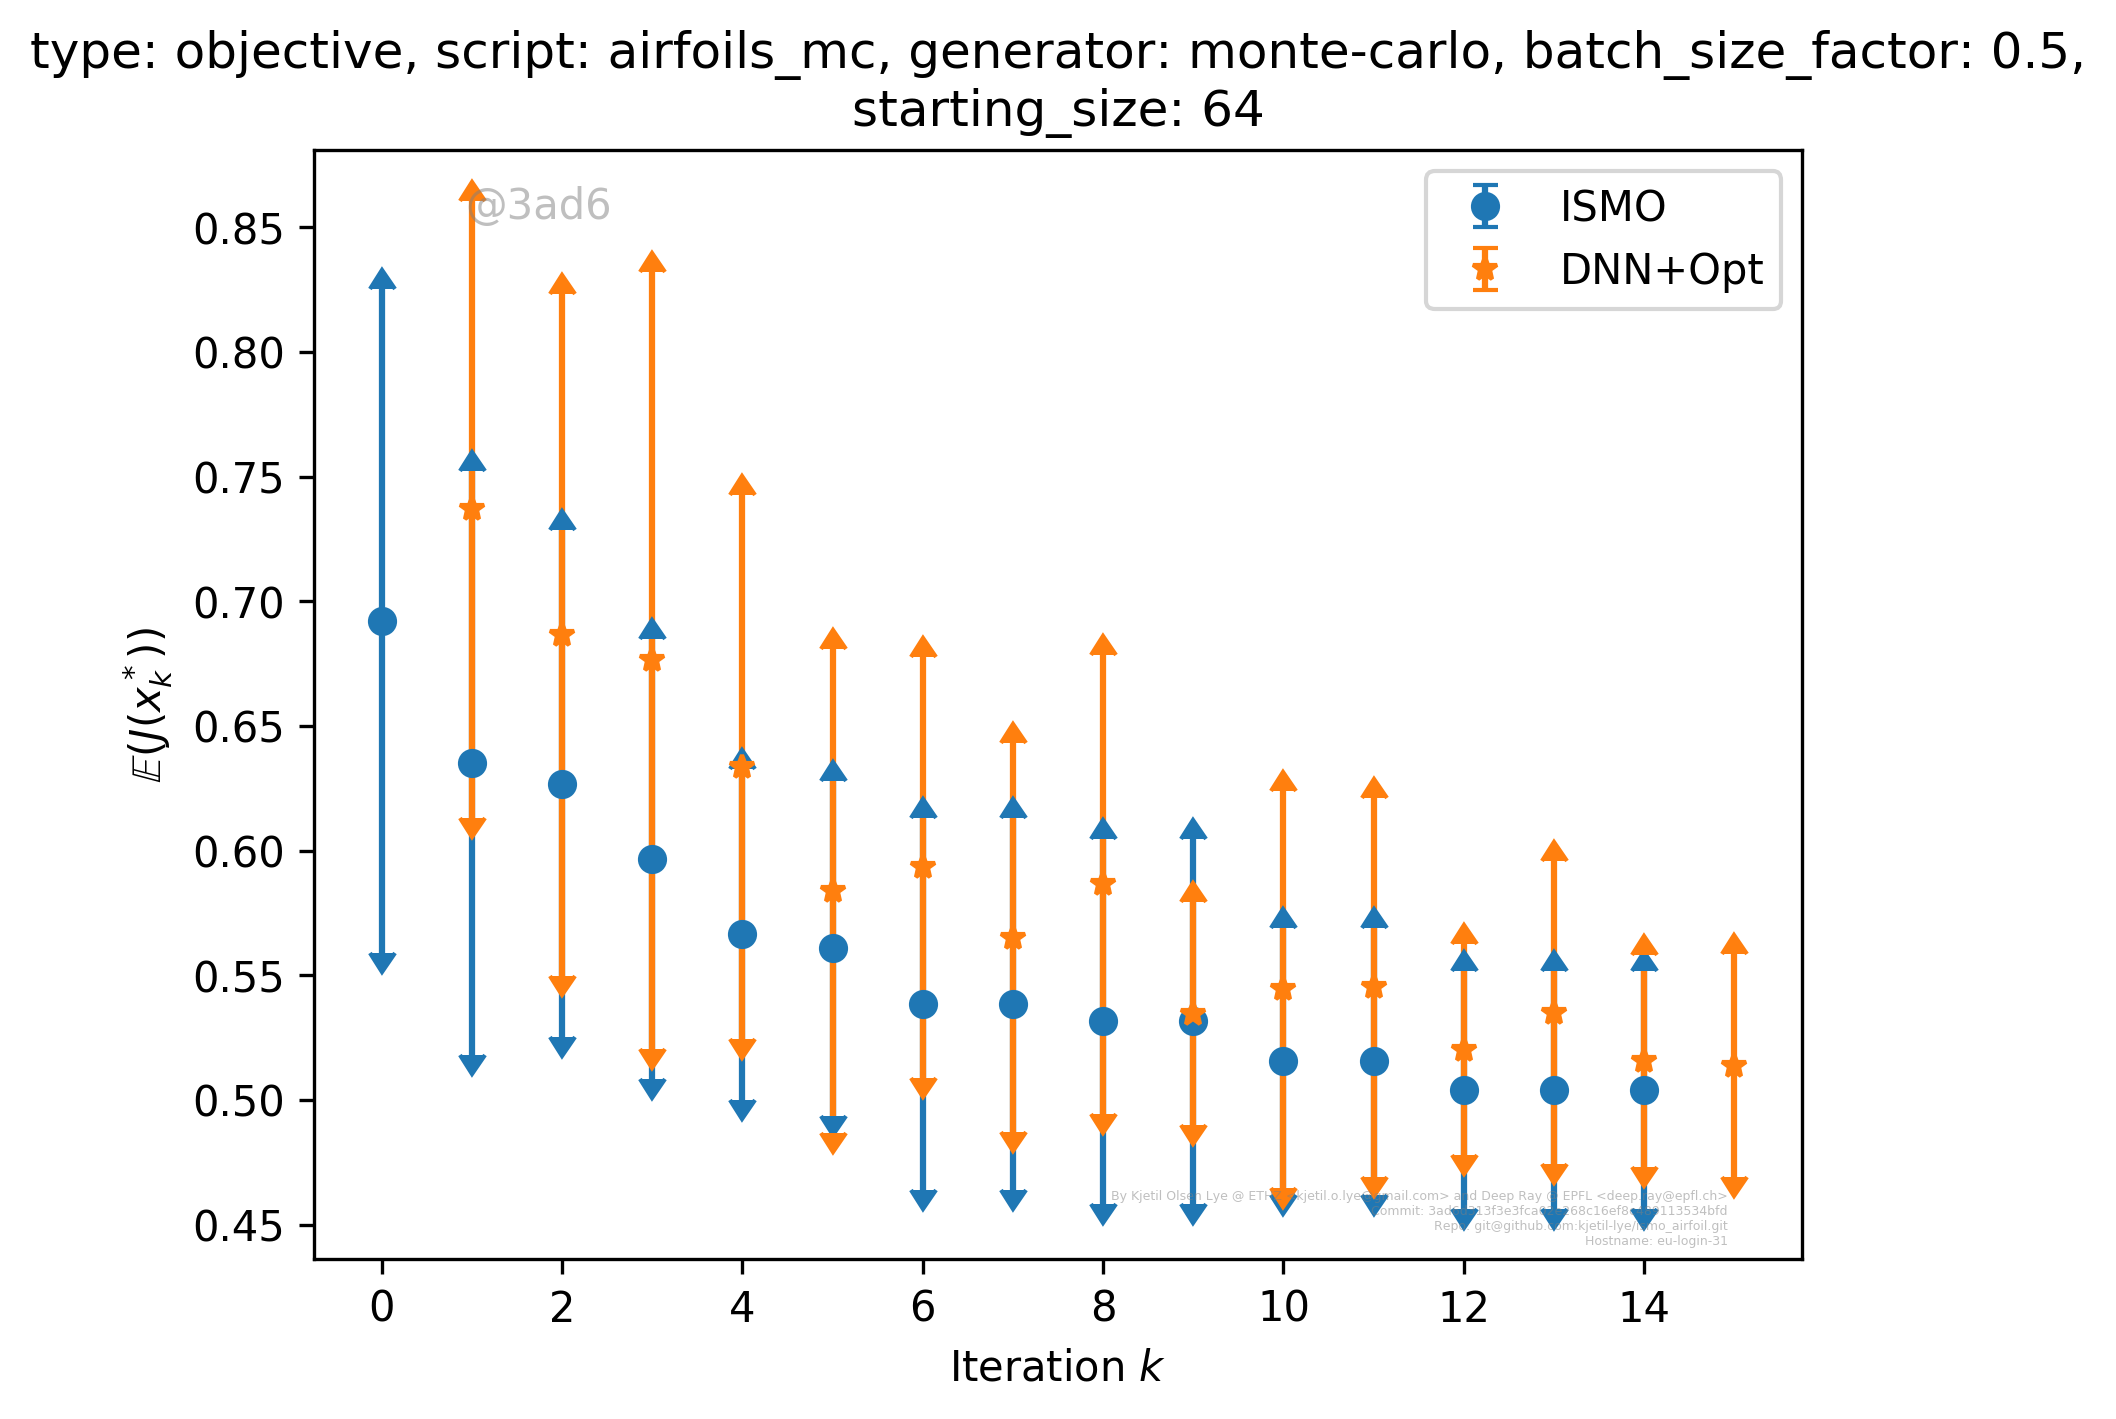 type: objective, script: airfoils_mc, generator: monte-carlo, batch_size_factor: 0.5,
starting_size: 64
@3ad6
ISMO
DNN+Opt
0.85
0.80
0.75
0.70
0.65
0.60
0.55
0.50
0.45
𝔼(J(x*k))
By Kjetil Olsen Lye @ and Deep Ray @ EPFL
Hostname: eu-login-31
0 2 4 6 8 10 12 14
Iteration k